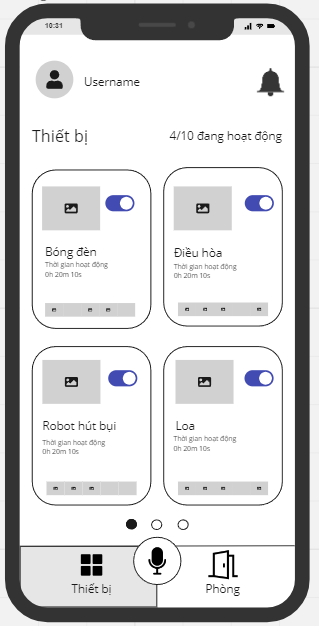 10:31
Username
Thiết bị
4/10 đang hoạt động
Bóng đèn
Thời gian hoạt động
0h 20m 10s
Điều hòa
Thời gian hoạt động
0h 20m 10s
Robot hút bụi
Thời gian hoạt động
0h 20m 10s
Loa
Thời gian hoạt động
0h 20m 10s
Thiết bị
Phòng